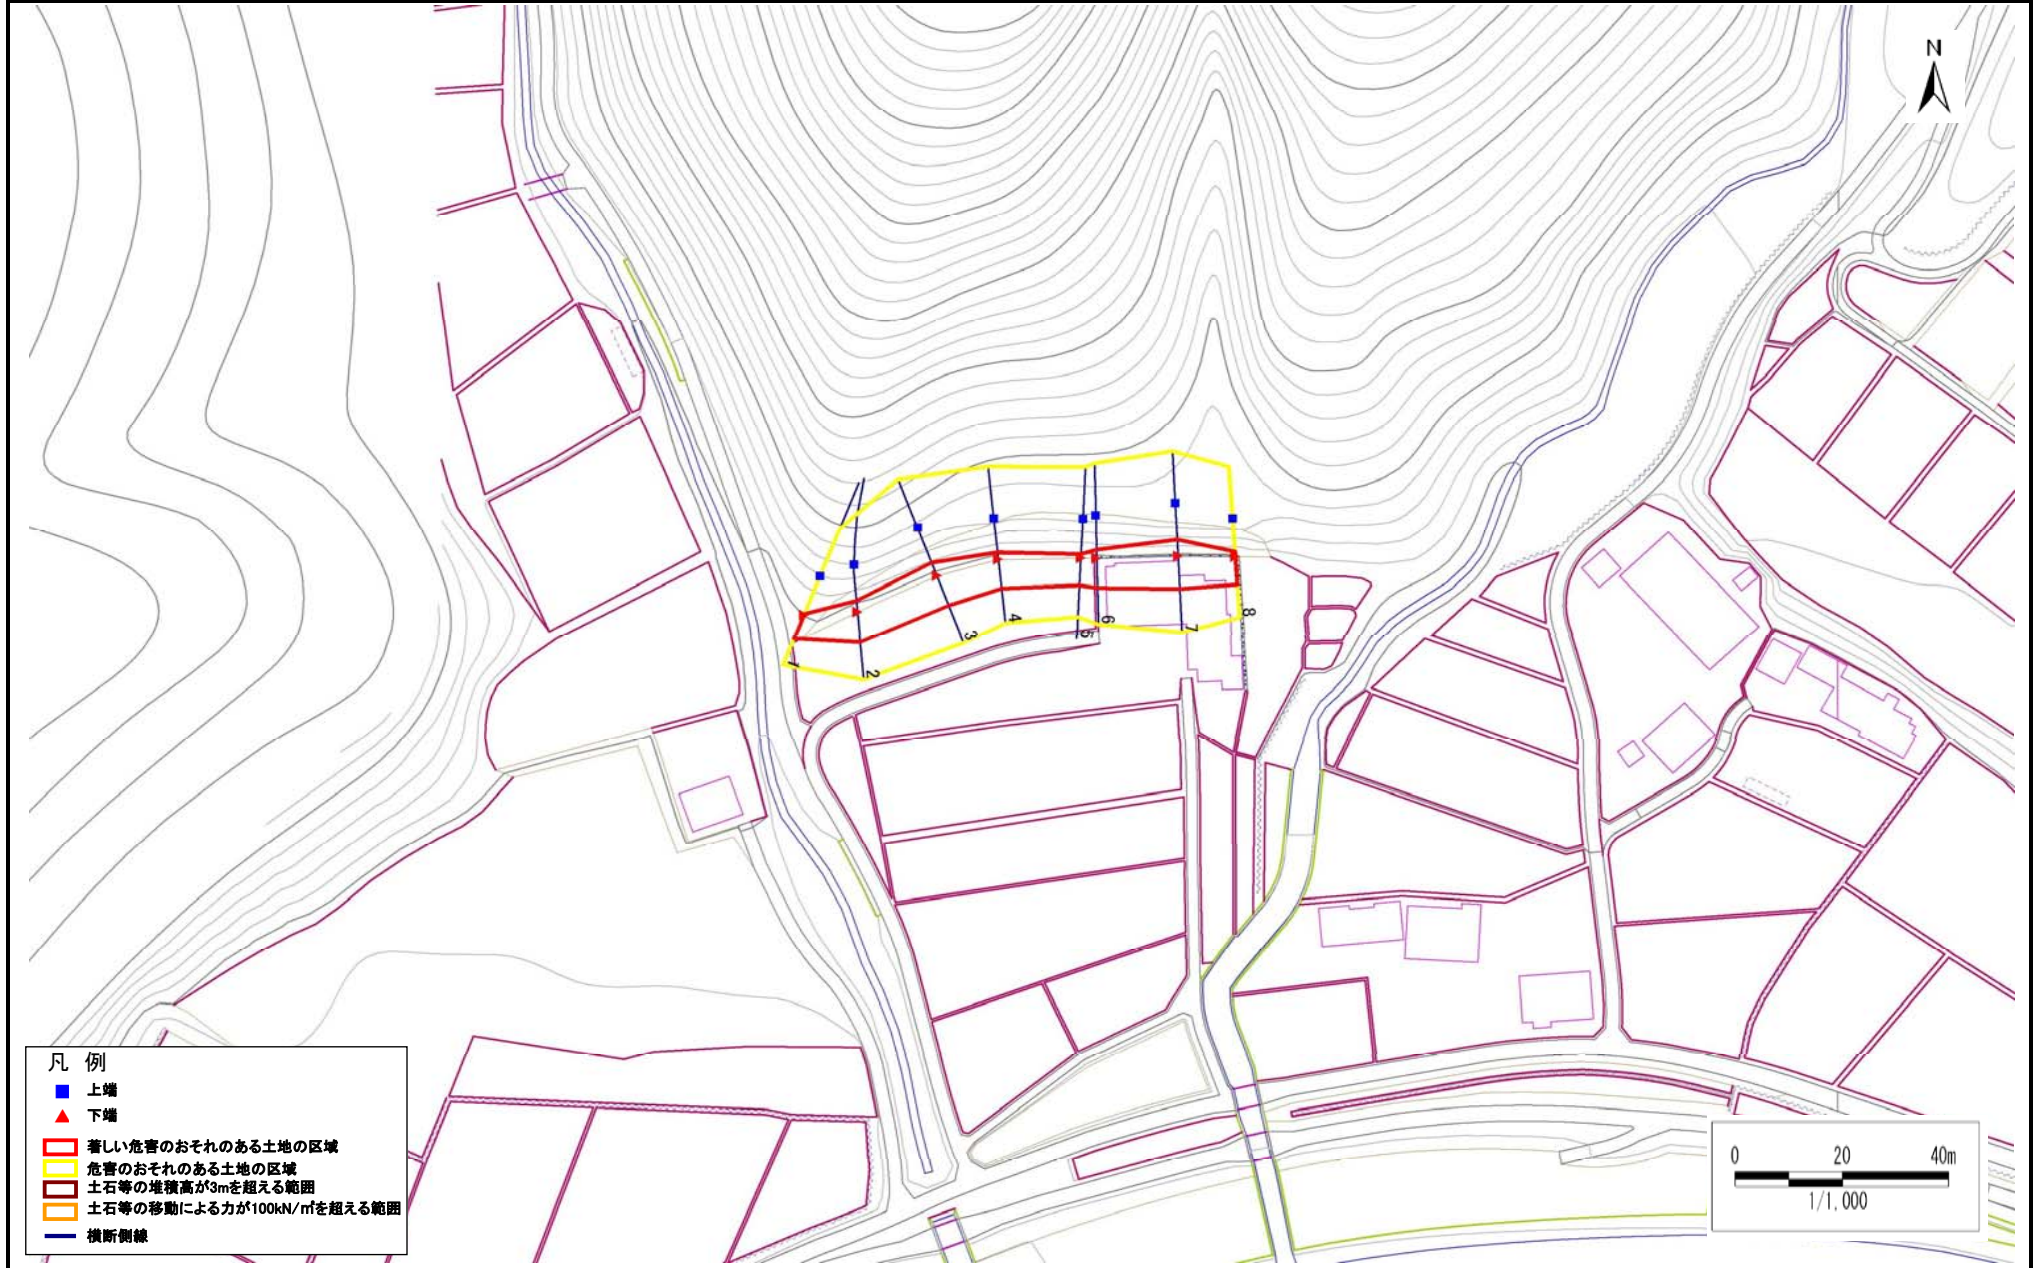 N
1
2
3
4
5
6
7
8
凡 例
上端
下端
著しい危害のおそれのある土地の区域
危害のおそれのある土地の区域
土石等の堆積高が3mを超える範囲
土石等の移動による力が100kN/㎡を超える範囲
横断側線
0 20 40m
1/1,000